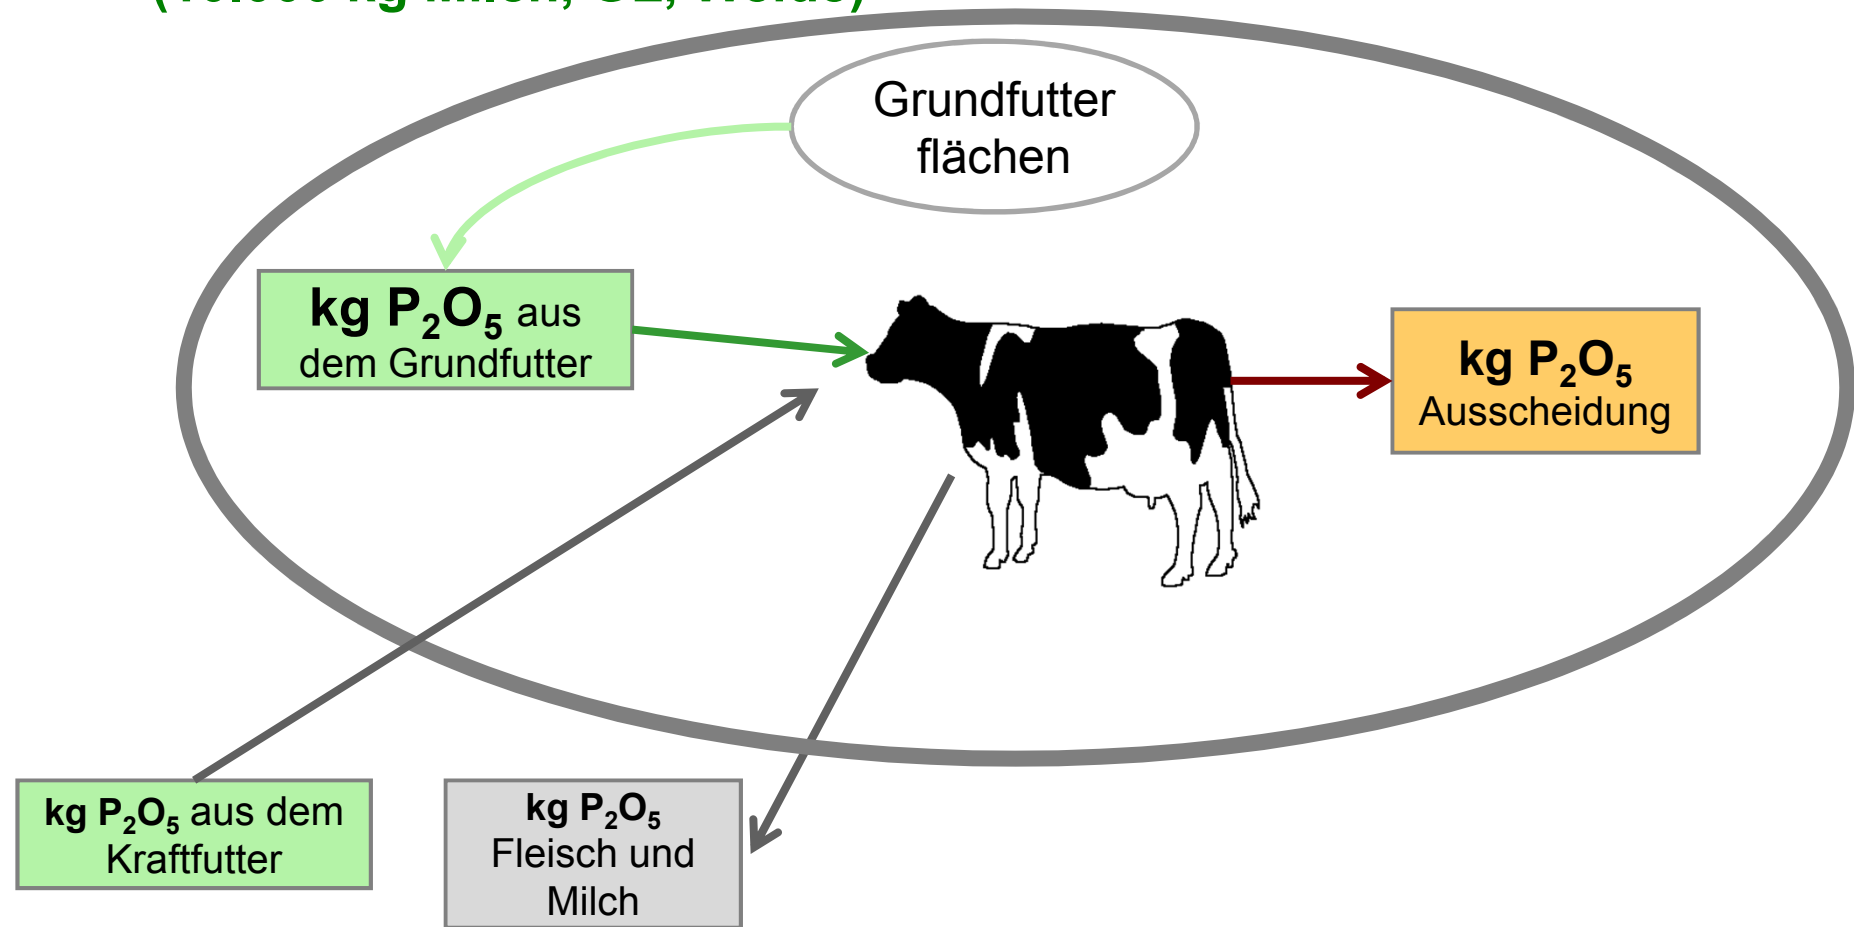 Grundfutter
flächen
kg P₂O₅ aus
dem Grundfutter
kg P₂O₅
Ausscheidung
kg P₂O₅ aus dem
Kraftfutter
kg P₂O₅
Fleisch und
Milch